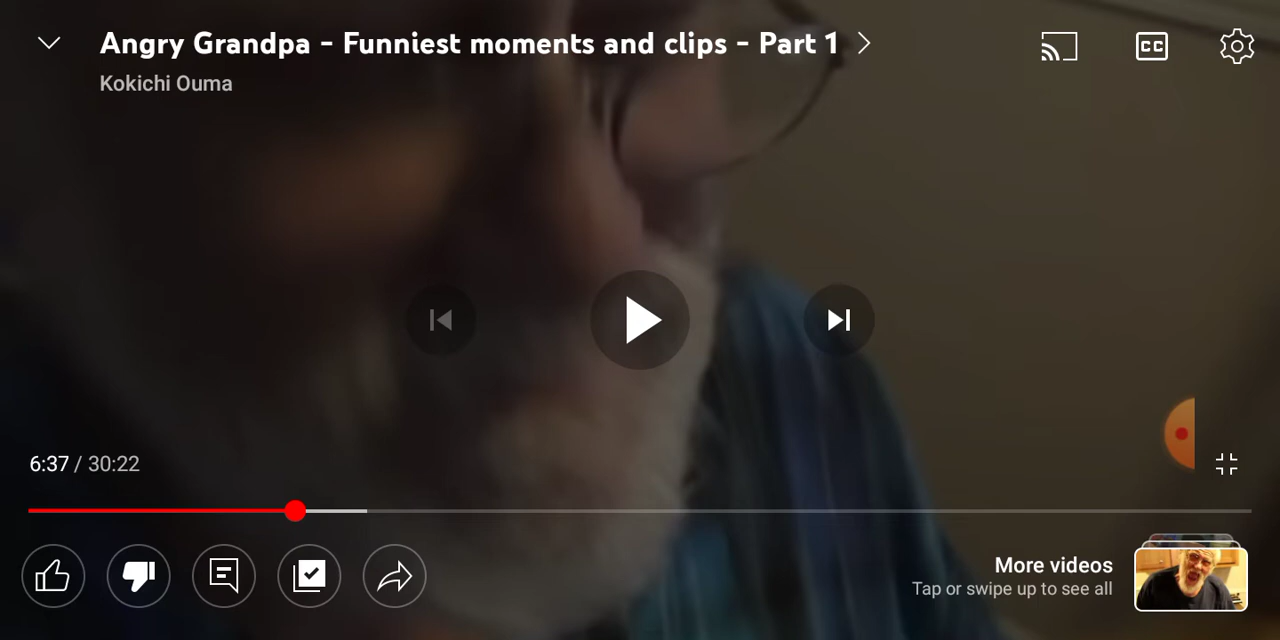 Angry Grandpa - Funniest moments and clips - Part 1
Kokichi Ouma
CC
6:37 / 30:22
More videos
Tap or swipe up to see all